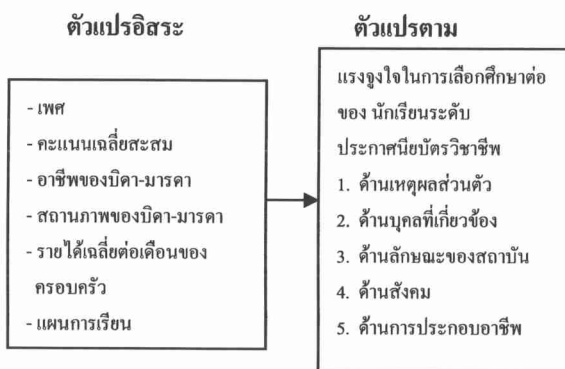 ตัวแปรอิสระ
- เพศ
- คะแนนเฉลี่ยสะสม
- อาชีพของบิดา-มารดา
- สถานภาพของบิดา-มารดา
- รายได้เฉลี่ยต่อเดือนของ
ครอบครัว
- แผนการเรียน
ตัวแปรตาม
แรงจูงใจในการเลือกศึกษาต่อ
ของ นักเรียนระดับ
ประกาศนียบัตรวิชาชีพ
1. ด้านเหตุผลส่วนตัว
2. ด้านบุคลที่เกี่ยวข้อง
3. ด้านลักษณะของสถาบัน
4. ด้านสังคม
5. ด้านการประกอบอาชีพ